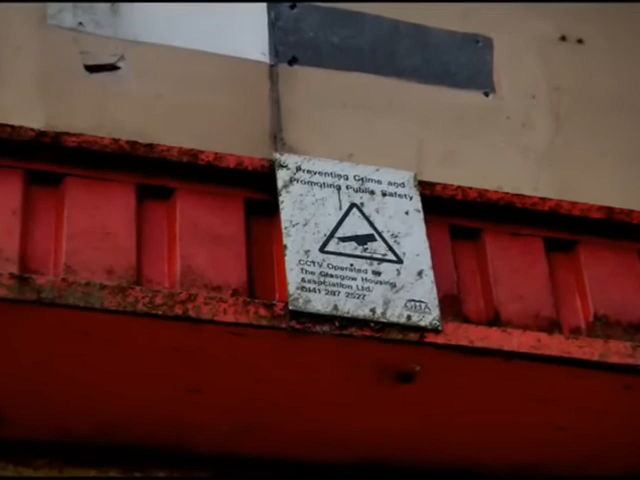 Preventing Crime and
Promoting Public Safety
CCTV Operated by
The Glasgow Housing
Association Ltd.
0141 287 2527
GHA